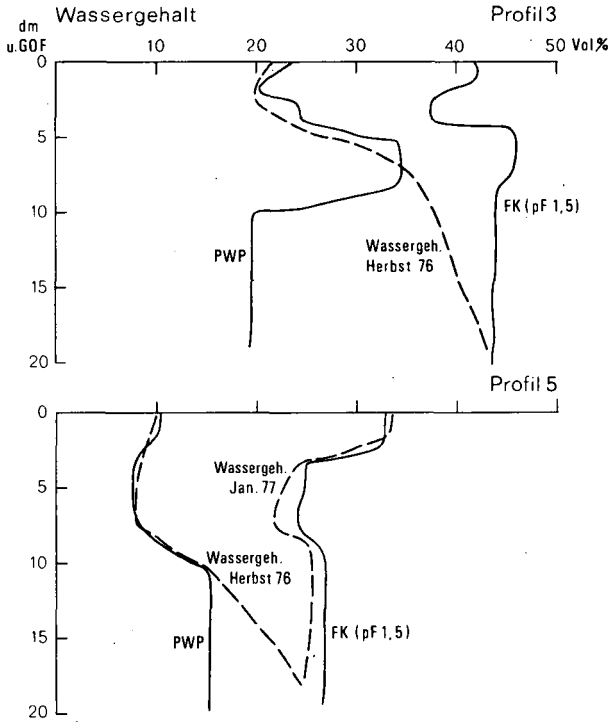 dm Wassergehalt Profil 3
u.GOF 10 20 30 40 50 Vol.%
0
5
10
15
20
FK (pF 1,5)
PWP
Wassergeh.
Herbst 76
Profil 5
0
5
10
15
20
Wassergeh.
Jan. 77
Wassergeh.
Herbst 76
PWP
FK (pF 1,5)